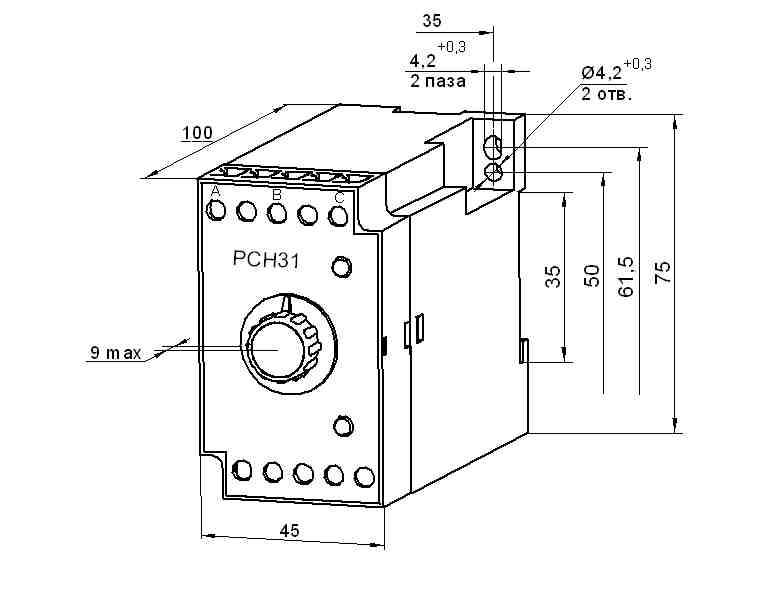 35
4,2 +0,3
2 паза
Ø4,2 +0,3
2 отв.
100
A B C
РСН31
9 max
35
50
61,5
75
45